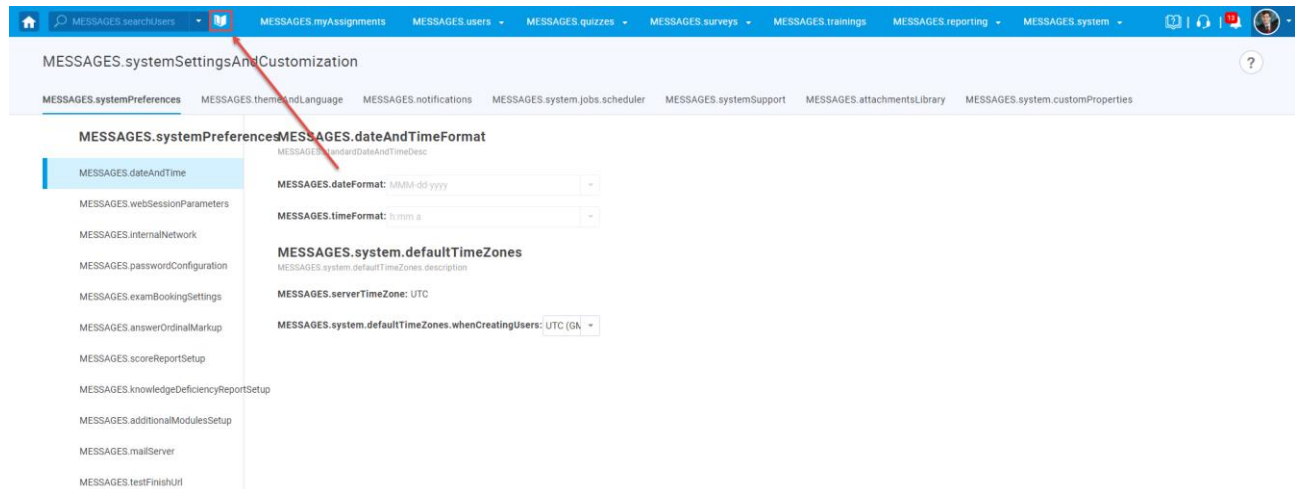 MESSAGES.searchUsers MESSAGES.myAssignments MESSAGES.users MESSAGES.quizzes MESSAGES.surveys MESSAGES.trainings MESSAGES.reporting MESSAGES.system 13
MESSAGES.systemSettingsAndCustomization ?
MESSAGES.systemPreferences MESSAGES.themeAndLanguage MESSAGES.notifications MESSAGES.system.jobs.scheduler MESSAGES.systemSupport MESSAGES.attachmentsLibrary MESSAGES.system.customProperties
MESSAGES.systemPreferences
MESSAGES.dateAndTime
MESSAGES.webSessionParameters
MESSAGES.internalNetwork
MESSAGES.passwordConfiguration
MESSAGES.examBookingSettings
MESSAGES.answerOrdinalMarkup
MESSAGES.scoreReportSetup
MESSAGES.knowledgeDeficiencyReportSetup
MESSAGES.additionalModulesSetup
MESSAGES.mailServer
MESSAGES.testFinishUrl
MESSAGES.dateAndTimeFormat
MESSAGES.standardDateAndTimeDesc
MESSAGES.dateFormat: MMM-dd-yyyy
MESSAGES.timeFormat: h:mm a
MESSAGES.system.defaultTimeZones
MESSAGES.system.defaultTimeZones.description
MESSAGES.serverTimeZone: UTC
MESSAGES.system.defaultTimeZones.whenCreatingUsers: UTC (GM